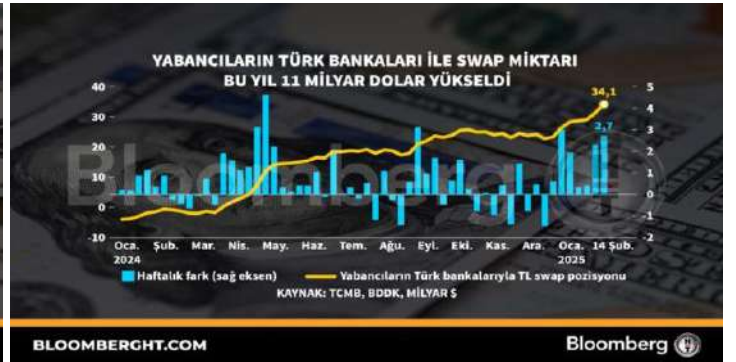 YABANCILARIN TÜRK BANKALARI İLE SWAP MİKTARI
BU YIL 11 MİLYAR DOLAR YÜKSELDİ
40
30
20
10
0
-10
5
4
3
2
1
0
-1
-2
34,1
2,7
Bloomberg
Oca. Şub. Mar. Nis. May. Haz. Tem. Ağu. Eyl. Eki. Kas. Ara. Oca. 14 Şub.
2024 2025
Haftalık fark (sağ eksen) Yabancıların Türk bankalarıyla TL swap pozisyonu
KAYNAK: TCMB, BDDK, MİLYAR $
BLOOMBERGHT.COM Bloomberg HT